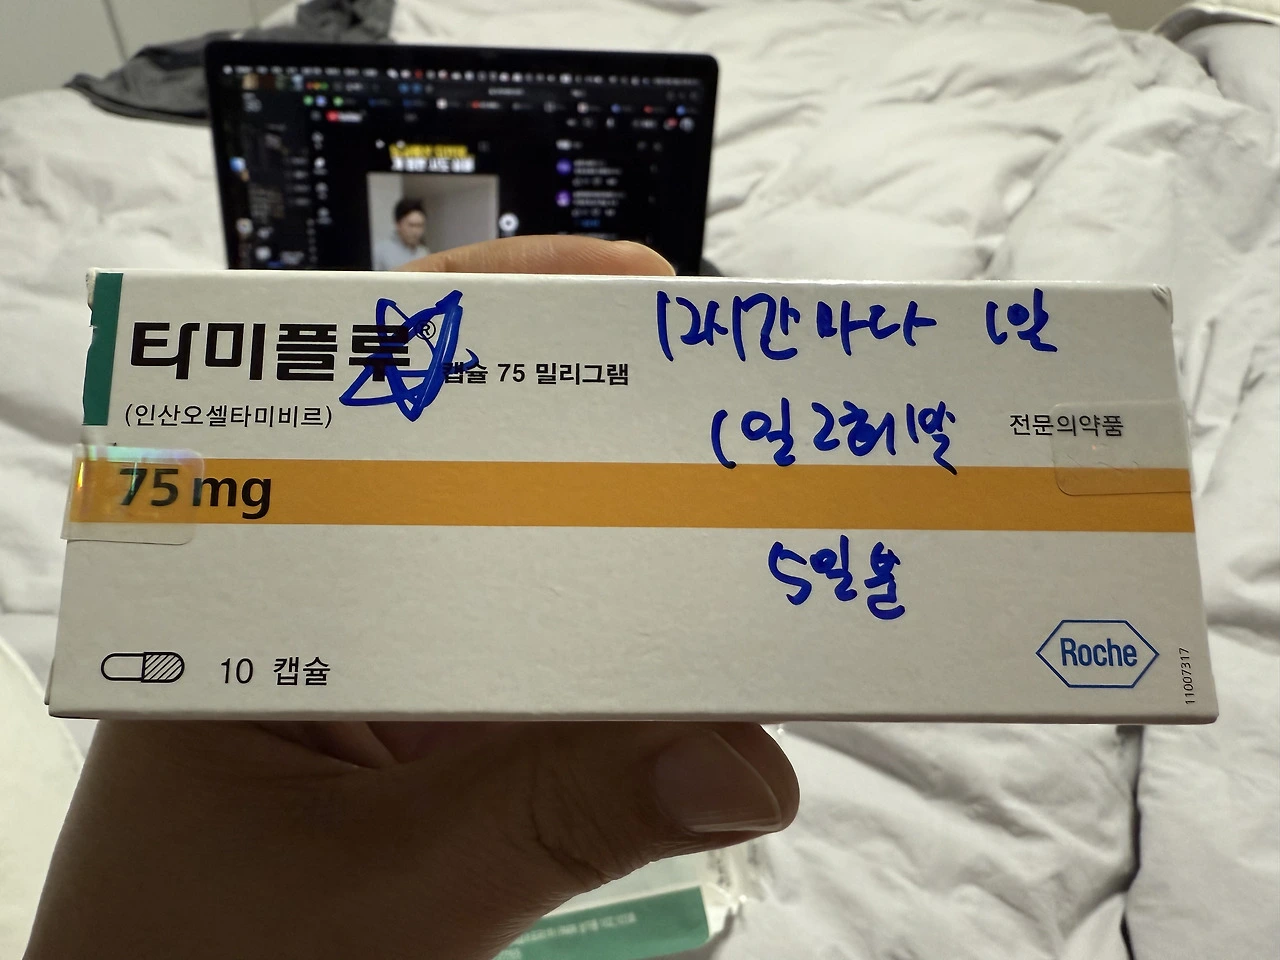 타미플루® 캡슐 75 밀리그램
(인산오셀타미비르)
12시간마다 1알
1일 2회 1알
전문의약품
75 mg
5일분
10 캡슐
Roche
11007317